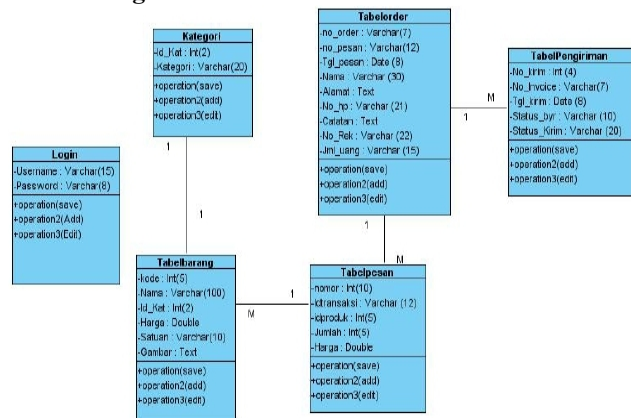 Tabelorder
-no_order : Varchar(7)
-no_pesan : Varchar(12)
-Tgl_pesan : Date (8)
-Nama : Varchar (30)
-Alamat : Text
-No_hp : Varchar (21)
-Catatan : Text
-No_Rek : Varchar (22)
-Jml_uang : Varchar (15)
+operation(save)
+operation2(add)
+operation3(edit)
Kategori
-Id_Kat : Int(2)
-Kategori : Varchar(20)
+operation(save)
+operation2(add)
+operation3(edit)
TabelPengiriman
-No_kirim : Int (4)
-No_Invoice : Varchar(7)
-Tgl_kirim : Date (8)
-Status_byr : Varchar (10)
-Status_Kirim : Varchar (20)
+operation(save)
+operation2(add)
+operation3(edit)
M
1
1
1
Login
-Username : Varchar(15)
-Password : Varchar(8)
+operation(save)
+operation2(Add)
+operation3(Edit)
1
M
Tabelbarang
-kode : Int(5)
-Nama : Varchar(100)
-Id_Kat : Int(2)
-Harga : Double
-Satuan : Varchar(10)
-Gambar : Text
+operation(save)
+operation2(add)
+operation3(edit)
1
M
Tabelpesan
-nomor : Int(10)
-idtransaksi : Varchar (12)
-idproduk : Int(5)
-Jumlah : Int(5)
-Harga : Double
+operation(save)
+operation2(add)
+operation3(edit)